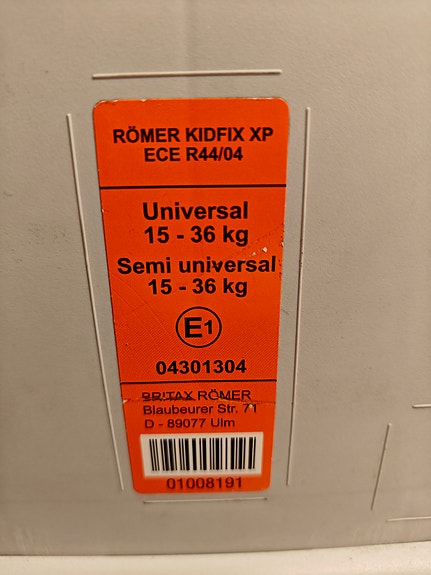 RÖMER KIDFIX XP
ECE R44/04
Universal
15 - 36 kg
Semi universal
15 - 36 kg
E1
04301304
BRITAX RÖMER
Blaubeurer Str. 71
D - 89077 Ulm
01008191